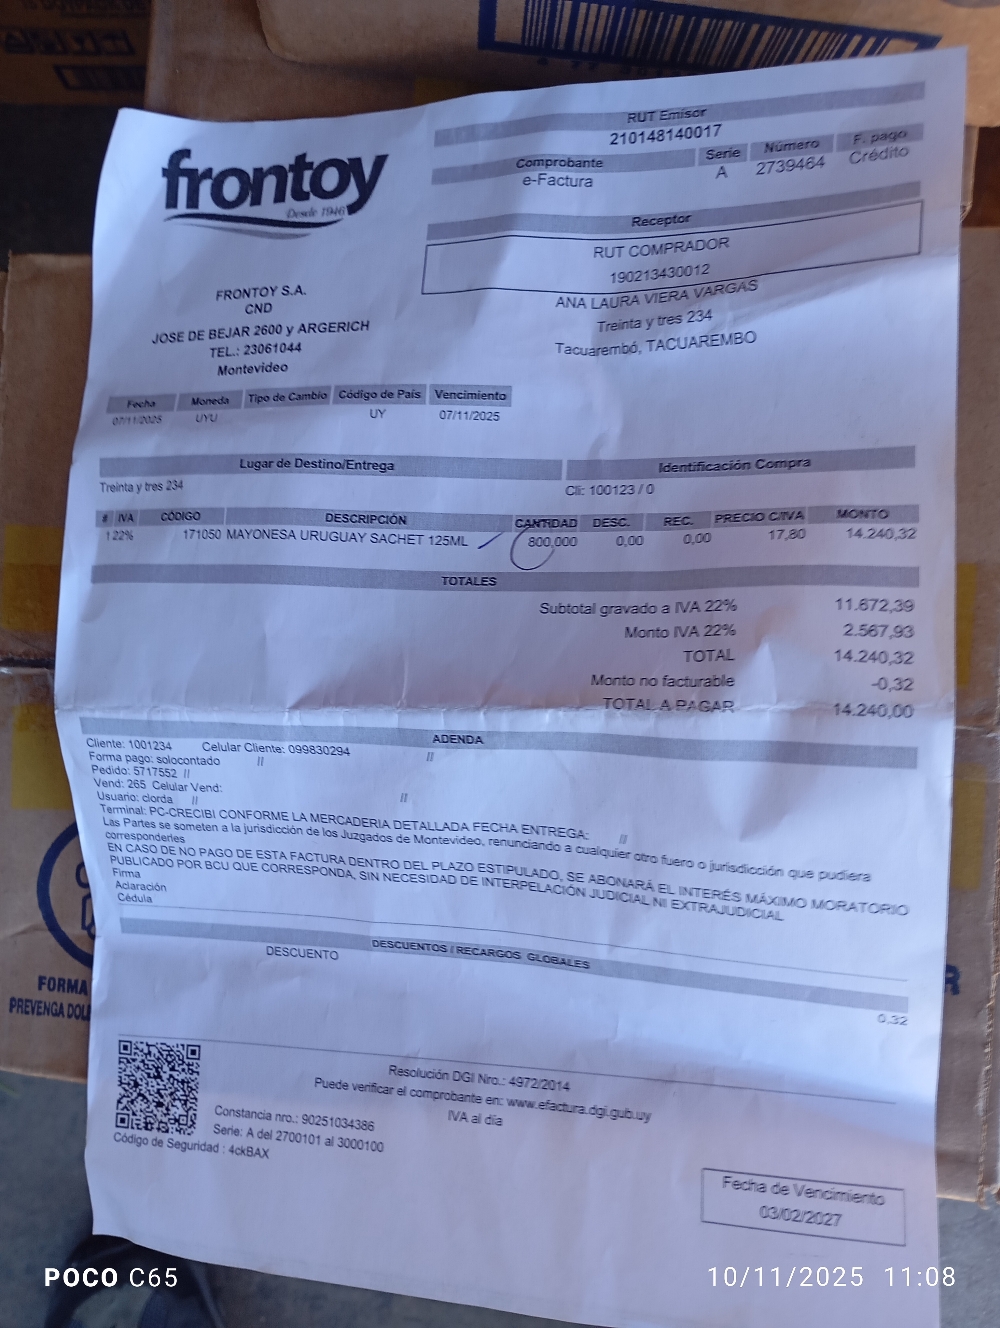 RUT Emisor
210148140017
Comprobante Serie Número F. pago
e-Factura A 2739464 Crédito
frontoy
Desde 1946
Receptor
RUT COMPRADOR
190213430012
ANA LAURA VIERA VARGAS
Treinta y tres 234
Tacuarembó, TACUAREMBO
FRONTOY S.A.
CND
JOSE DE BEJAR 2600 y ARGERICH
TEL.: 23061044
Montevideo
Fecha Moneda Tipo de Cambio Código de País Vencimiento
07/11/2025 UYU UY 07/11/2025
Lugar de Destino/Entrega Identificación Compra
Treinta y tres 234 Cli: 100123 / 0
# IVA CÓDIGO DESCRIPCIÓN CANTIDAD DESC. REC. PRECIO C/IVA MONTO
1 22% 171050 MAYONESA URUGUAY SACHET 125ML 800,000 0,00 0,00 17,80 14.240,32
TOTALES
Subtotal gravado a IVA 22% 11.672,39
Monto IVA 22% 2.567,93
TOTAL 14.240,32
Monto no facturable -0,32
TOTAL A PAGAR 14.240,00
ADENDA
Cliente: 1001234 Celular Cliente: 099830294 //
Forma pago: solocontado //
Pedido: 5717552 //
Vend: 265 Celular Vend: //
Usuario: clorda //
Terminal: PC-CRECIBI CONFORME LA MERCADERIA DETALLADA FECHA ENTREGA: //
Las Partes se someten a la jurisdicción de los Juzgados de Montevideo, renunciando a cualquier otro fuero o jurisdicción que pudiera
corresponderles
EN CASO DE NO PAGO DE ESTA FACTURA DENTRO DEL PLAZO ESTIPULADO, SE ABONARÁ EL INTERÉS MÁXIMO MORATORIO
PUBLICADO POR BCU QUE CORRESPONDA, SIN NECESIDAD DE INTERPELACIÓN JUDICIAL NI EXTRAJUDICIAL
Firma
Aclaración
Cédula
DESCUENTOS / RECARGOS GLOBALES
DESCUENTO 0,32
Resolución DGI Nro.: 4972/2014
Puede verificar el comprobante en: www.efactura.dgi.gub.uy
IVA al día
Constancia nro.: 90251034386
Serie: A del 2700101 al 3000100
Código de Seguridad : 4ckBAX
Fecha de Vencimiento
03/02/2027
FORMA
PREVENGA
POCO C65
10/11/2025 11:08